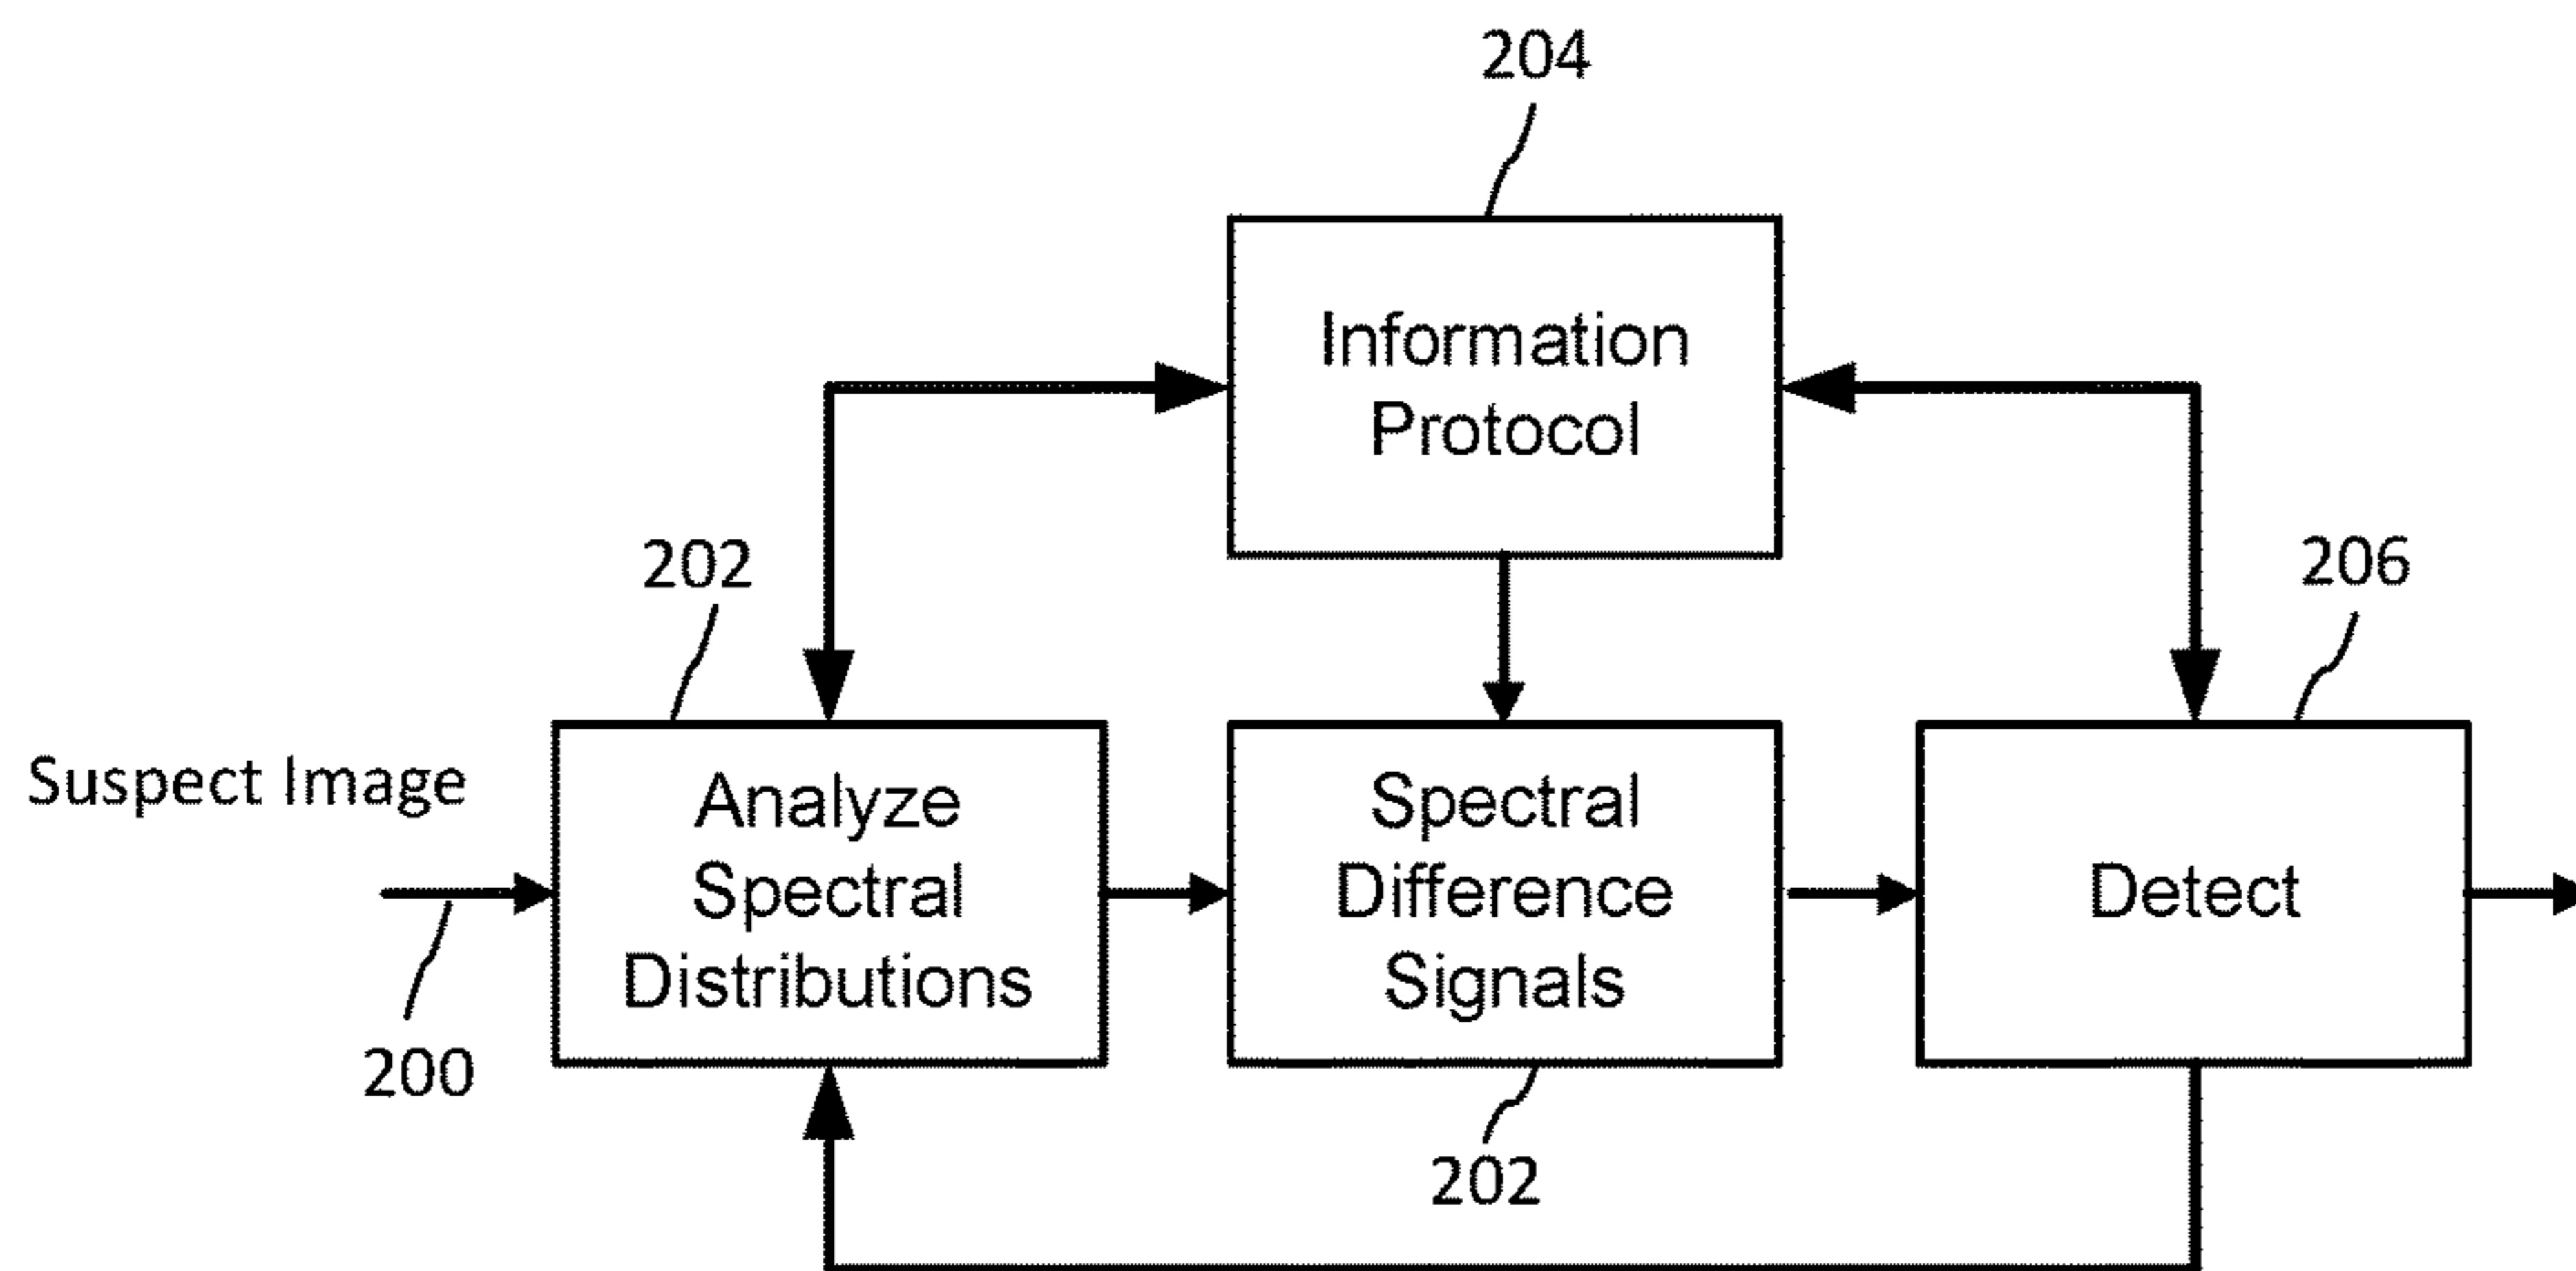 204
Information
Protocol
202
206
Suspect Image
Analyze
Spectral
Distributions
Spectral
Difference
Signals
Detect
200
202